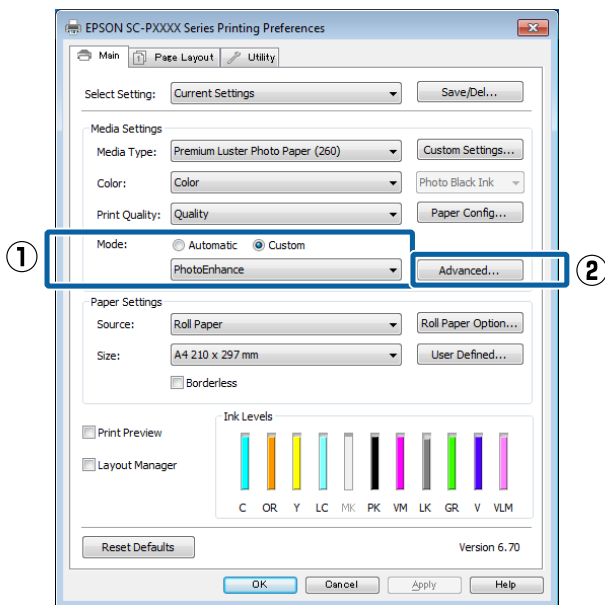 EPSON SC-PXXXX Series Printing Preferences
Main Page Layout Utility
Select Setting: Current Settings Save/Del...
Media Settings
Media Type: Premium Luster Photo Paper (260) Custom Settings...
Color: Color Photo Black Ink
Print Quality: Quality Paper Config...
① Mode: Automatic Custom
PhotoEnhance Advanced... ②
Paper Settings
Source: Roll Paper Roll Paper Option...
Size: A4 210 x 297 mm User Defined...
Borderless
Ink Levels
Print Preview
Layout Manager
C OR Y LC MK PK VM LK GR V VLM
Reset Defaults Version 6.70
OK Cancel Apply Help